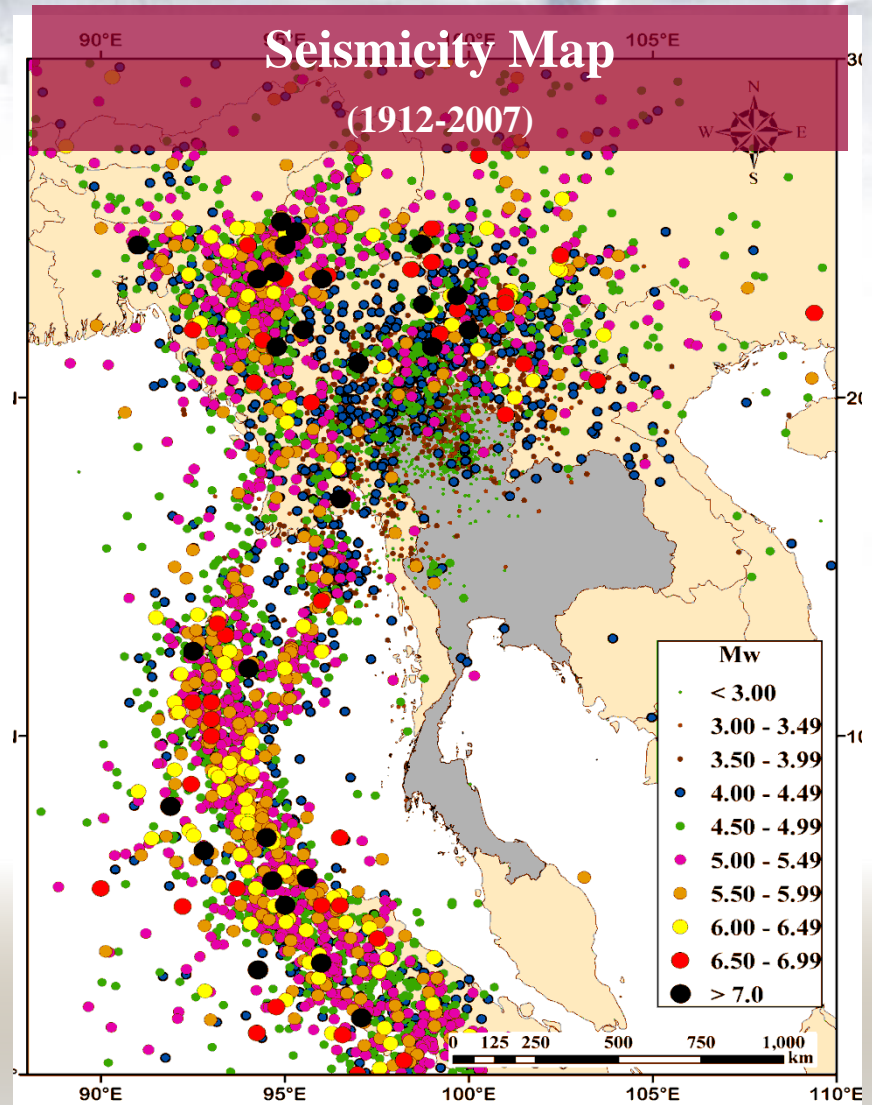 Seismicity Map
(1912-2007)
90°E 95°E 100°E 105°E
30
N
W E
S
20
10
Mw
< 3.00
3.00 - 3.49
3.50 - 3.99
4.00 - 4.49
4.50 - 4.99
5.00 - 5.49
5.50 - 5.99
6.00 - 6.49
6.50 - 6.99
> 7.0
0 125 250 500 750 1,000
km
90°E 95°E 100°E 105°E 110°E